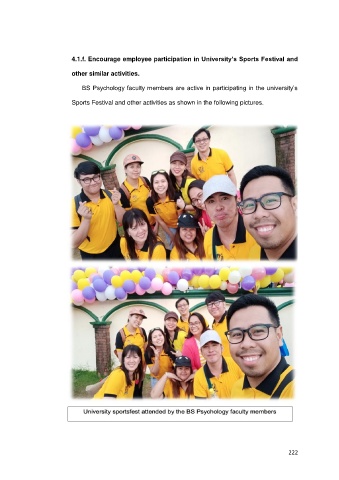 4.1.f. Encourage employee participation in University's Sports Festival and
other similar activities.
BS Psychology faculty members are active in participating in the university's
Sports Festival and other activities as shown in the following pictures.
University sportsfest attended by the BS Psychology faculty members
222